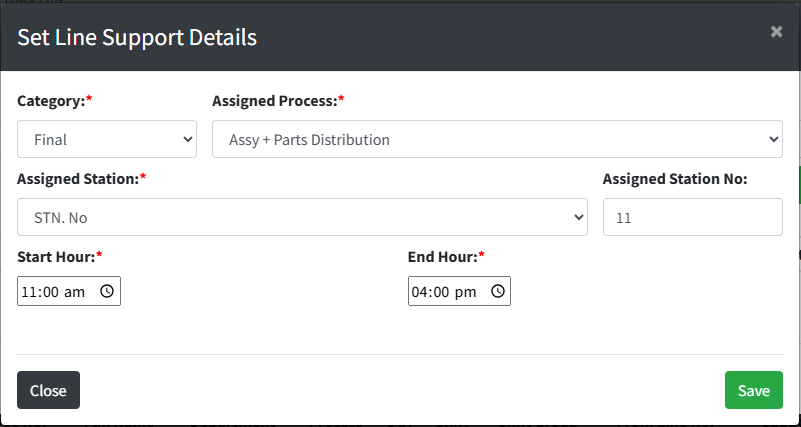 Set Line Support Details ×
Category:* Assigned Process:*
Final Assy + Parts Distribution
Assigned Station:* Assigned Station No:
STN. No 11
Start Hour:* End Hour:*
11:00 am 04:00 pm
Close Save